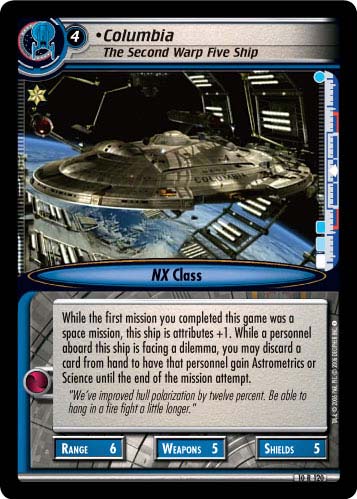 4
•Columbia
The Second Warp Five Ship
COLUMBIA
NX Class
While the first mission you completed this game was a
space mission, this ship is attributes +1. While a personnel
aboard this ship is facing a dilemma, you may discard a
card from hand to have that personnel gain Astrometrics or
Science until the end of the mission attempt.
"We've improved hull polarization by twelve percent. Be able to
hang in a fire fight a little longer."
RANGE 6
WEAPONS 5
SHIELDS 5
10 R 120